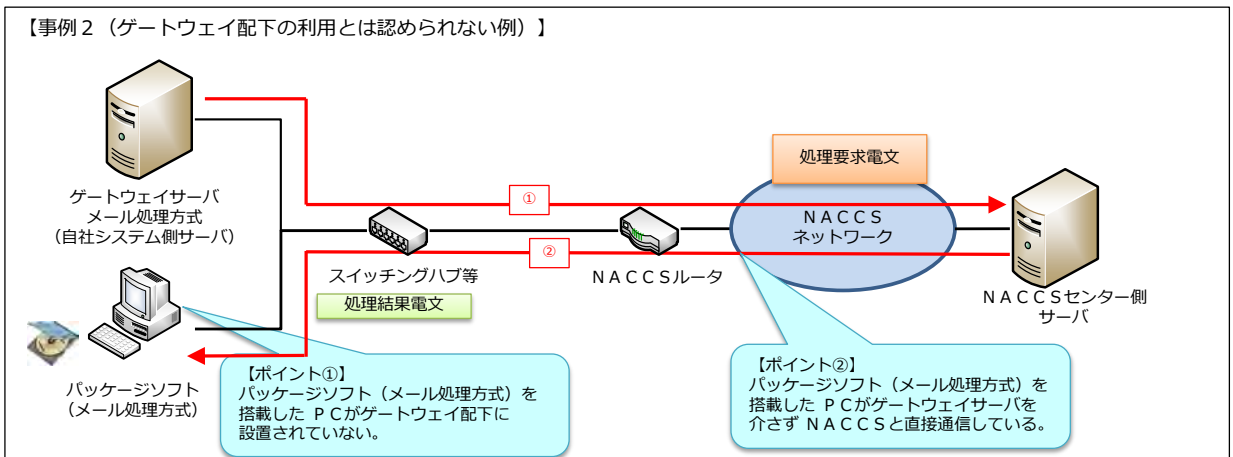 【事例２（ゲートウェイ配下の利用とは認められない例）】
処理要求電文
ゲートウェイサーバ
メール処理方式
（自社システム側サーバ）
①
ＮＡＣＣＳ
ネットワーク
②
スイッチングハブ等
ＮＡＣＣＳルータ
処理結果電文
ＮＡＣＣＳセンター側
サーバ
パッケージソフト
（メール処理方式）
【ポイント①】
パッケージソフト（メール処理方式）を
搭載した ＰＣがゲートウェイ配下に
設置されていない。
【ポイント②】
パッケージソフト（メール処理方式）を
搭載した ＰＣがゲートウェイサーバを
介さず ＮＡＣＣＳと直接通信している。